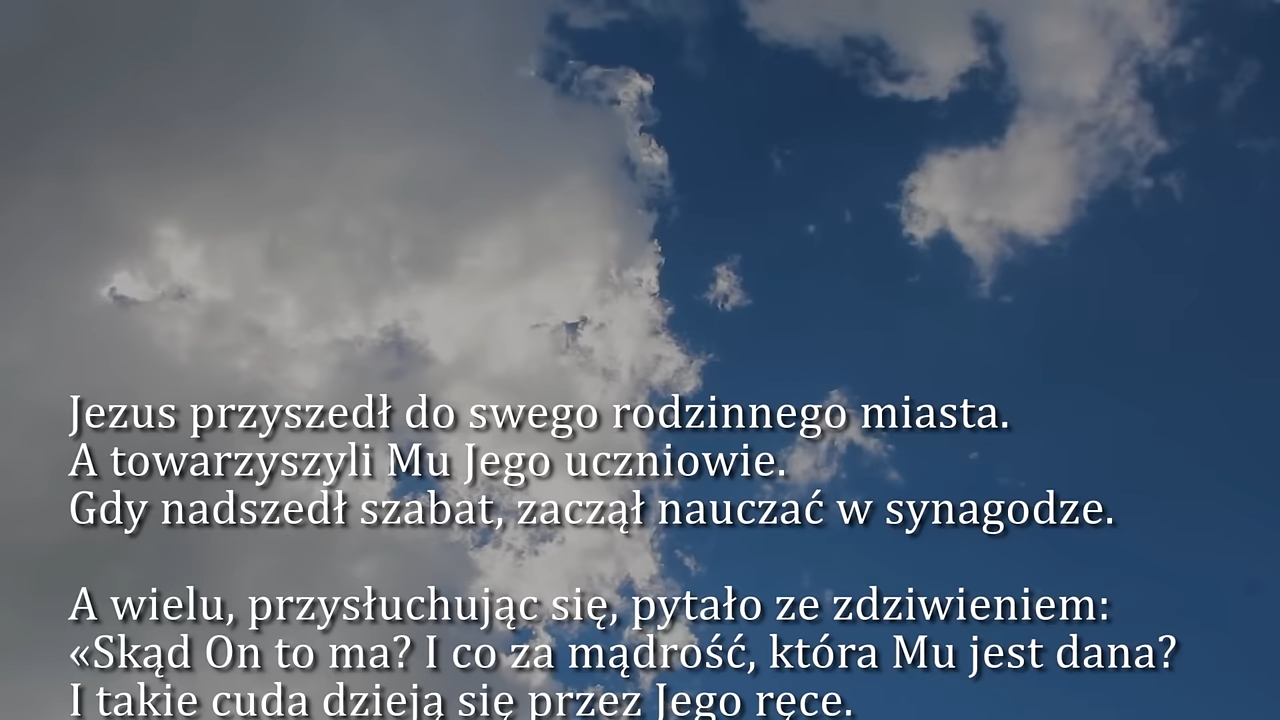 Jezus przyszedł do swego rodzinnego miasta.
A towarzyszyli Mu Jego uczniowie.
Gdy nadszedł szabat, zaczął nauczać w synagodze.
A wielu, przysłuchując się, pytało ze zdziwieniem:
«Skąd On to ma? I co za mądrość, która Mu jest dana?
I takie cuda dzieją się przez Jego ręce.